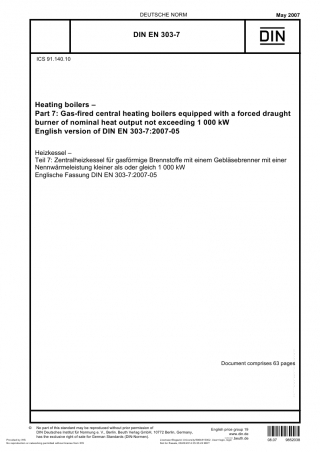 DEUTSCHE NORM
May 2007
DIN EN 303-7
DIN
ICS 91.140.10
Heating boilers –
Part 7: Gas-fired central heating boilers equipped with a forced draught
burner of nominal heat output not exceeding 1 000 kW
English version of DIN EN 303-7:2007-05
Heizkessel –
Teil 7: Zentralheizkessel für gasförmige Brennstoffe mit einem Gebläsebrenner mit einer
Nennwärmeleistung kleiner als oder gleich 1 000 kW
Englische Fassung DIN EN 303-7:2007-05
Document comprises 63 pages
© No part of this standard may be reproduced without prior permission of
DIN Deutsches Institut für Normung e. V., Berlin. Beuth Verlag GmbH, 10772 Berlin, Germany,
has the exclusive right of sale for German Standards (DIN-Normen).
English price group 18
www.din.de
beuth.de